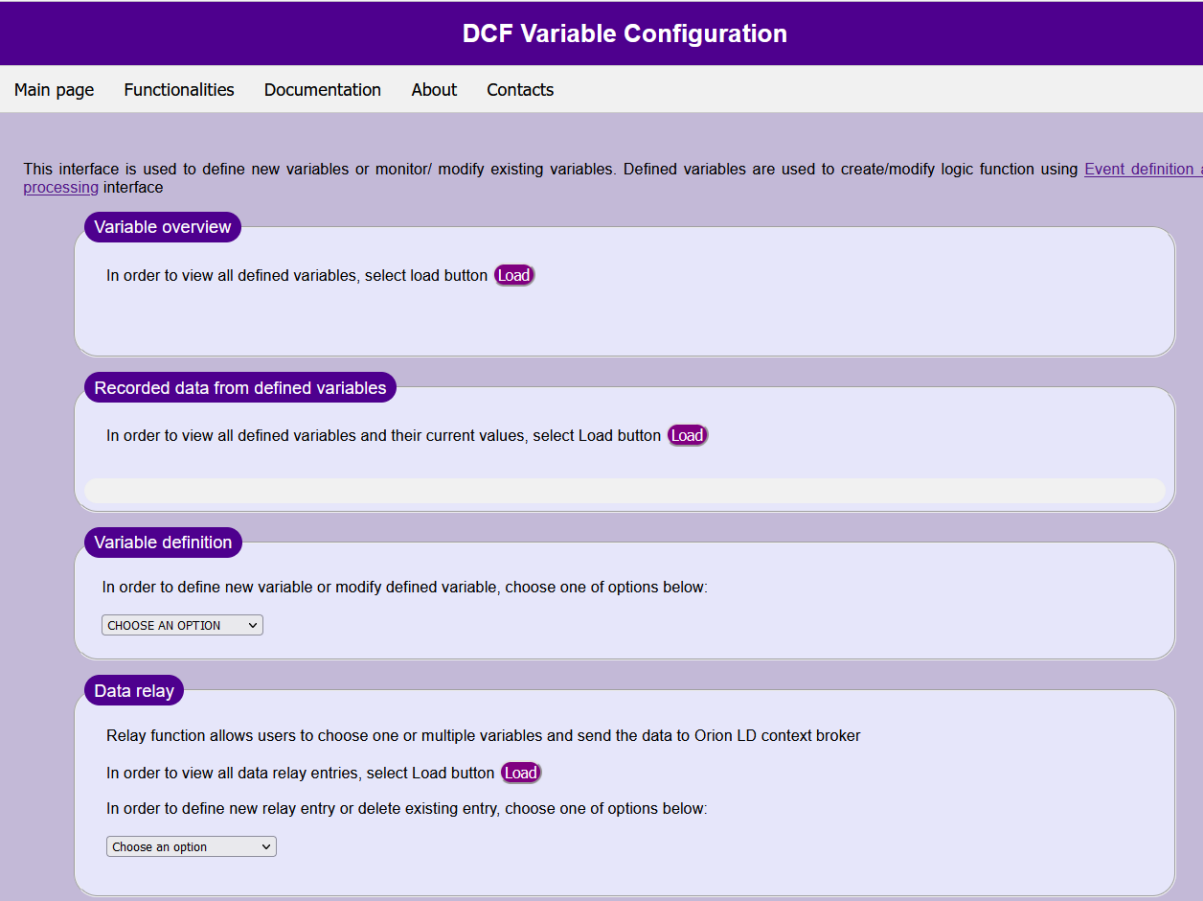 DCF Variable Configuration
Main page Functionalities Documentation About Contacts
This interface is used to define new variables or monitor/ modify existing variables. Defined variables are used to create/modify logic function using Event definition
processing interface
Variable overview
In order to view all defined variables, select load button Load
Recorded data from defined variables
In order to view all defined variables and their current values, select Load button Load
Variable definition
In order to define new variable or modify defined variable, choose one of options below:
CHOOSE AN OPTION
Data relay
Relay function allows users to choose one or multiple variables and send the data to Orion LD context broker
In order to view all data relay entries, select Load button Load
In order to define new relay entry or delete existing entry, choose one of options below:
Choose an option